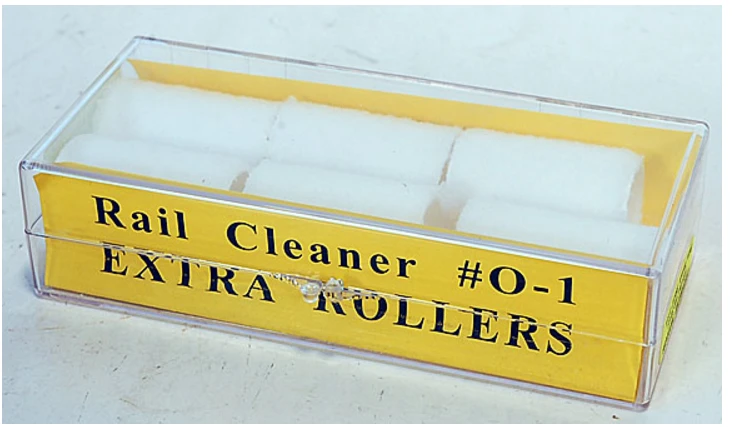 Rail Cleaner #O-1
EXTRA ROLLERS